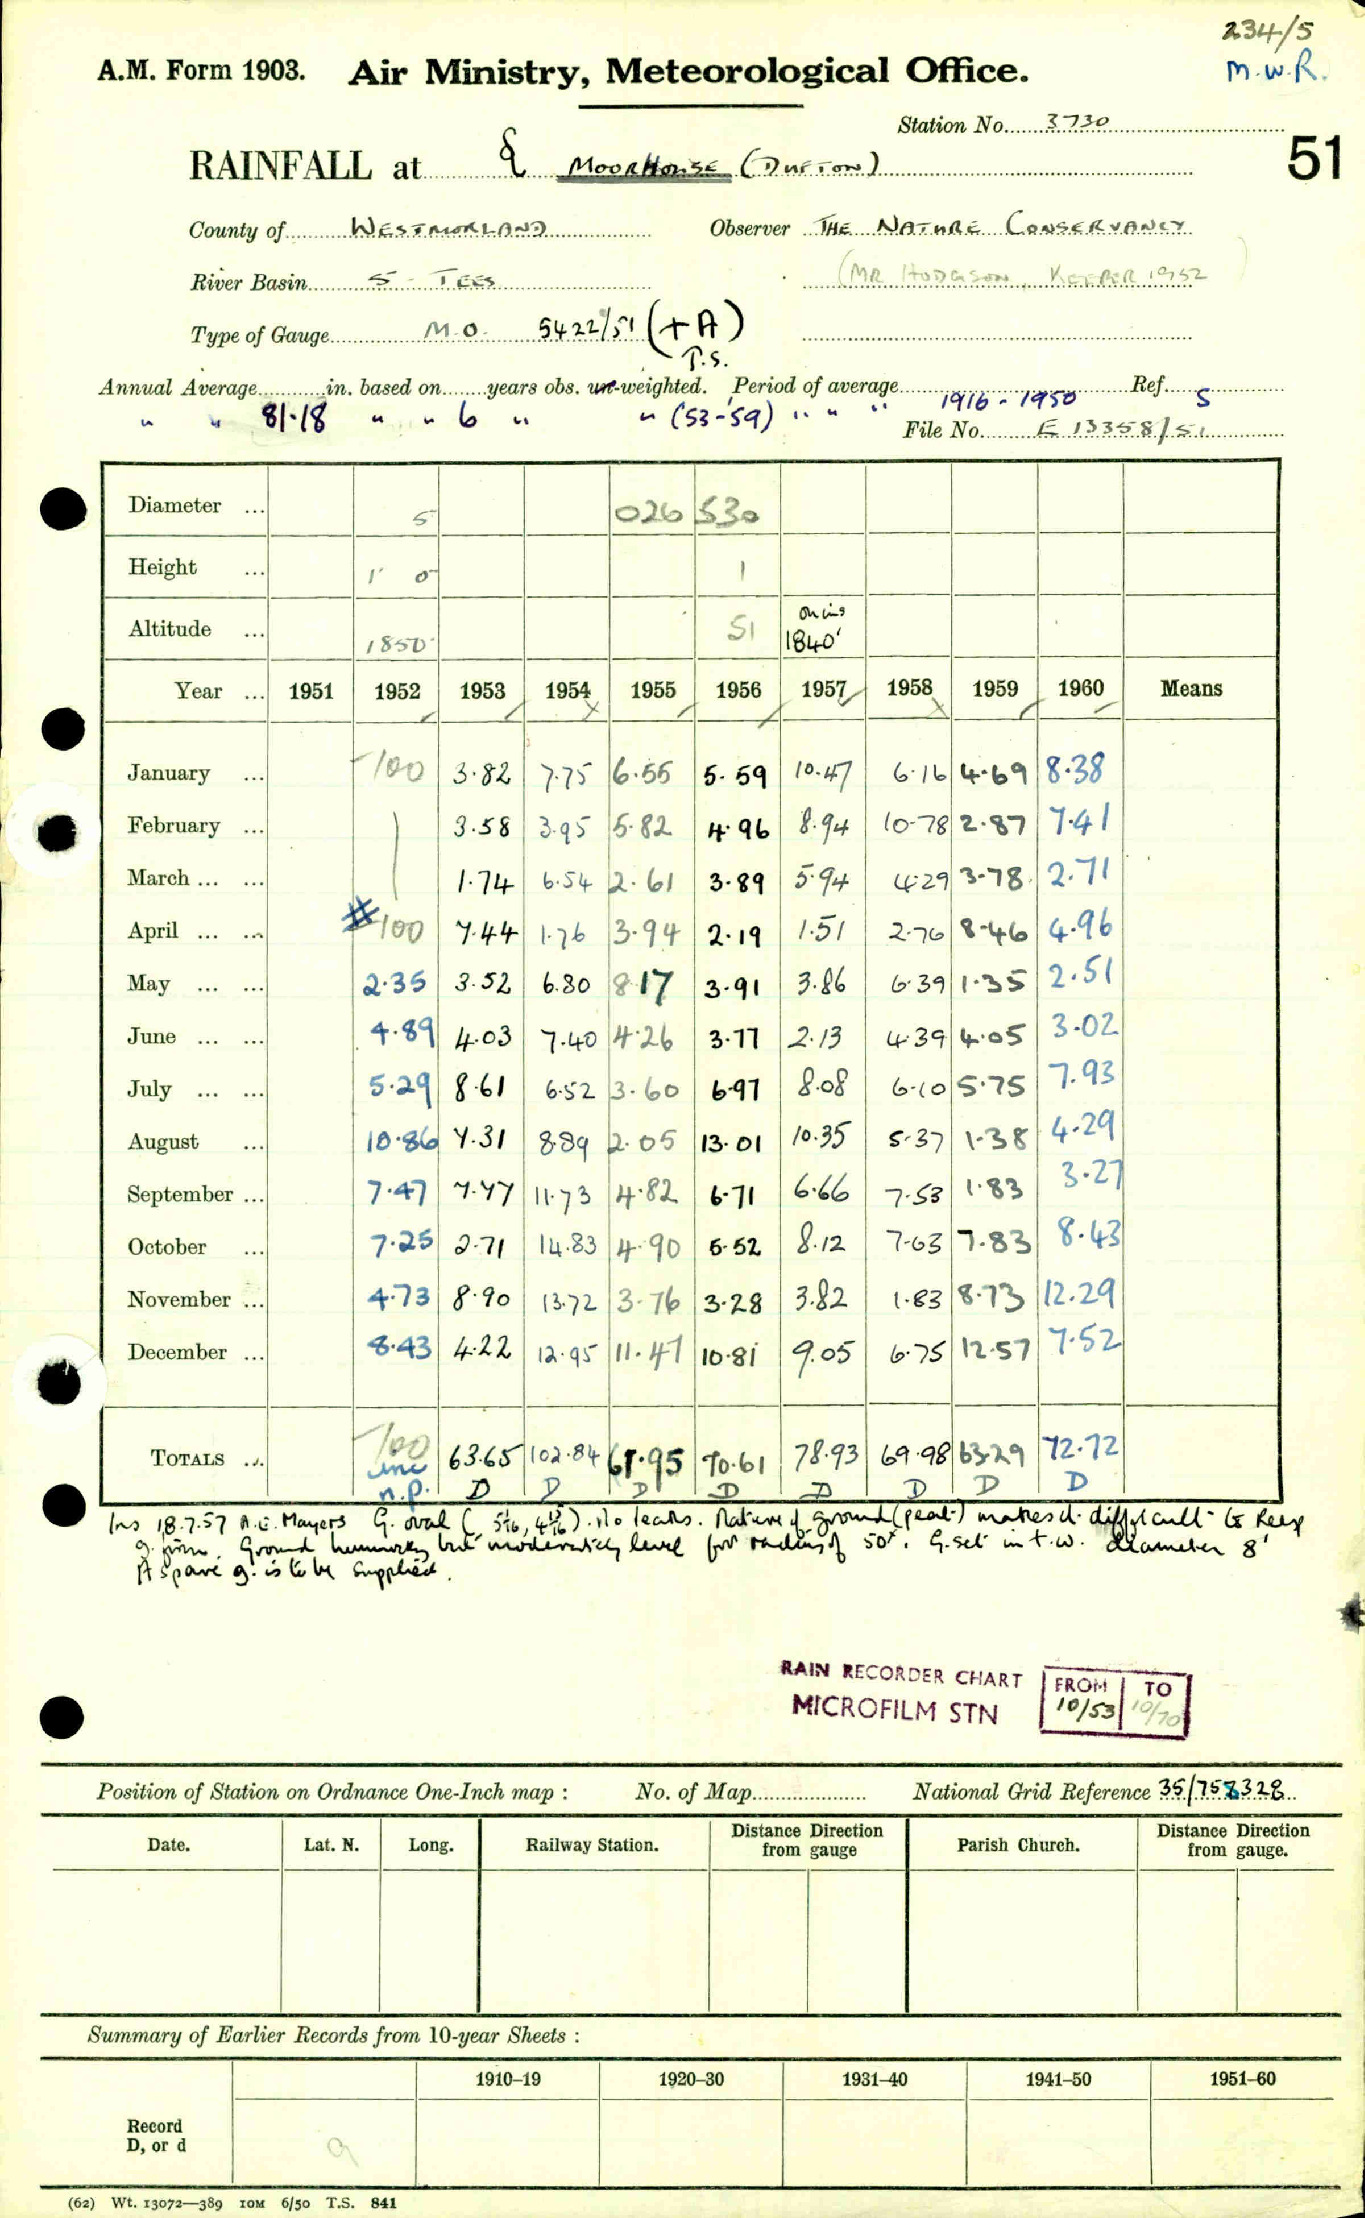 234/5
A.M. Form 1903. Air Ministry, Meteorological Office. M.W.R.
Station No. 3730
RAINFALL at MOORHOUSE (DUFTON) 51
County of WESTMORLAND Observer THE NATURE CONSERVANCY
River Basin 5 - TEES (MR HODGSON, KEEPER 1952)
Type of Gauge M.O. 5422/51 (+A)
T.S.
Annual Average in. based on years obs. un-weighted. Period of average Ref.
" " 81.18 " " 6 " " (53-59) " " " 1916-1950 S
File No. E 13358/51
Diameter ... 5 026 530
Height ... 1' 0 1
Altitude ... 1850' 51 on ins 1840'
Year ... 1951 1952 1953 1954 1955 1956 1957 1958 1959 1960 Means
January ... -100 3.82 7.75 6.55 5.59 10.47 6.16 4.69 8.38
February ... 3.58 3.95 5.82 4.96 8.94 10.78 2.87 7.41
March ... ... 1.74 6.54 2.61 3.89 5.94 4.29 3.78 2.71
April ... ... # -100 7.44 1.76 3.94 2.19 1.51 2.76 8.46 4.96
May ... ... 2.35 3.52 6.80 8.17 3.91 3.86 6.39 1.35 2.51
June ... ... 4.89 4.03 7.40 4.26 3.77 2.13 4.39 4.05 3.02
July ... ... 5.29 8.61 6.52 3.60 6.97 8.08 6.10 5.75 7.93
August ... 10.86 7.31 8.89 2.05 13.01 10.35 5.37 1.38 4.29
September ... 7.47 7.77 11.73 4.82 6.71 6.66 7.53 1.83 3.27
October ... 7.25 2.71 14.83 4.90 5.52 8.12 7.63 7.83 8.43
November ... 4.73 8.90 13.72 3.76 3.28 3.82 1.83 8.73 12.29
December ... 8.43 4.22 12.95 11.47 10.81 9.05 6.75 12.57 7.52
TOTALS ... -100 inc n.p. 63.65 102.84 61.95 70.61 78.93 69.98 63.29 72.72
D D D D D D D D
Ins 18.7.57 A.E. Mayers G. oval (5 1/16, 4 15/16). No leaks. Nature of ground (peat) makes it difficult to keep
g. firm. Ground hummocky but moderately level for radius of 50'. G. set in t.w. diameter 8'
A spare g. is to be supplied.
RAIN RECORDER CHART FROM TO
MICROFILM STN 10/53 10/70
Position of Station on Ordnance One-Inch map : No. of Map National Grid Reference 35/758328
Date. Lat. N. Long. Railway Station. Distance from Direction gauge Parish Church. Distance from Direction gauge.
Summary of Earlier Records from 10-year Sheets :
1910–19 1920–30 1931–40 1941–50 1951–60
Record
D, or d 9
(62) Wt. 13072—389 10M 6/50 T.S. 841